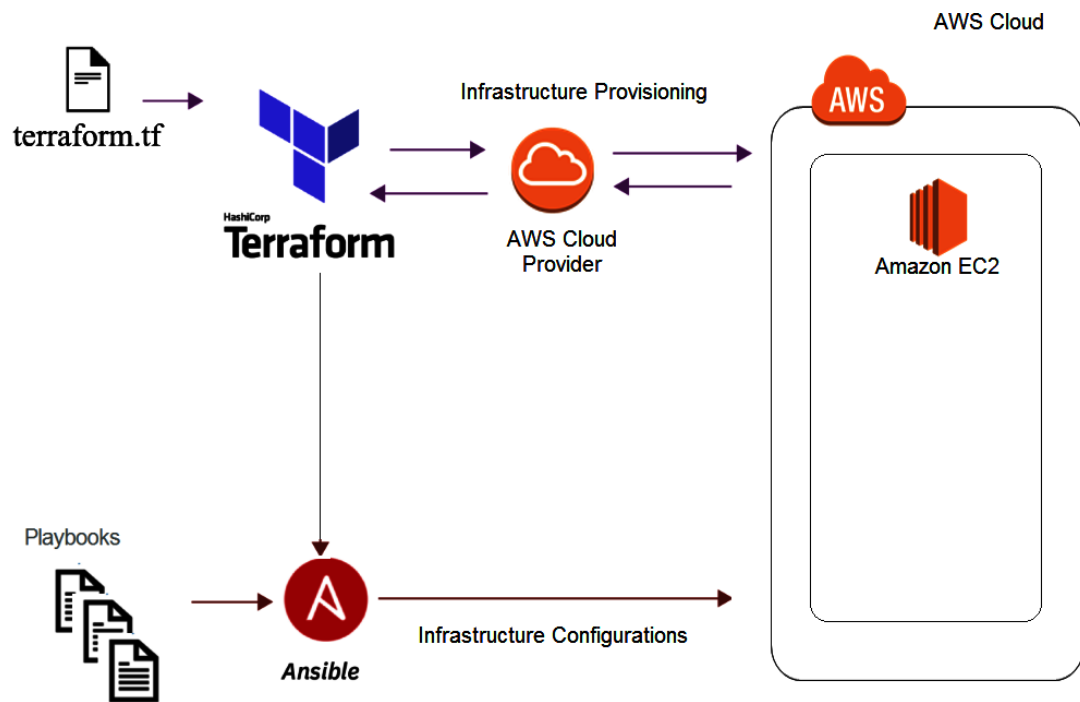 AWS Cloud
AWS
terraform.tf
Infrastructure Provisioning
HashiCorp
Terraform
AWS Cloud
Provider
Amazon EC2
Playbooks
Ansible
Infrastructure Configurations